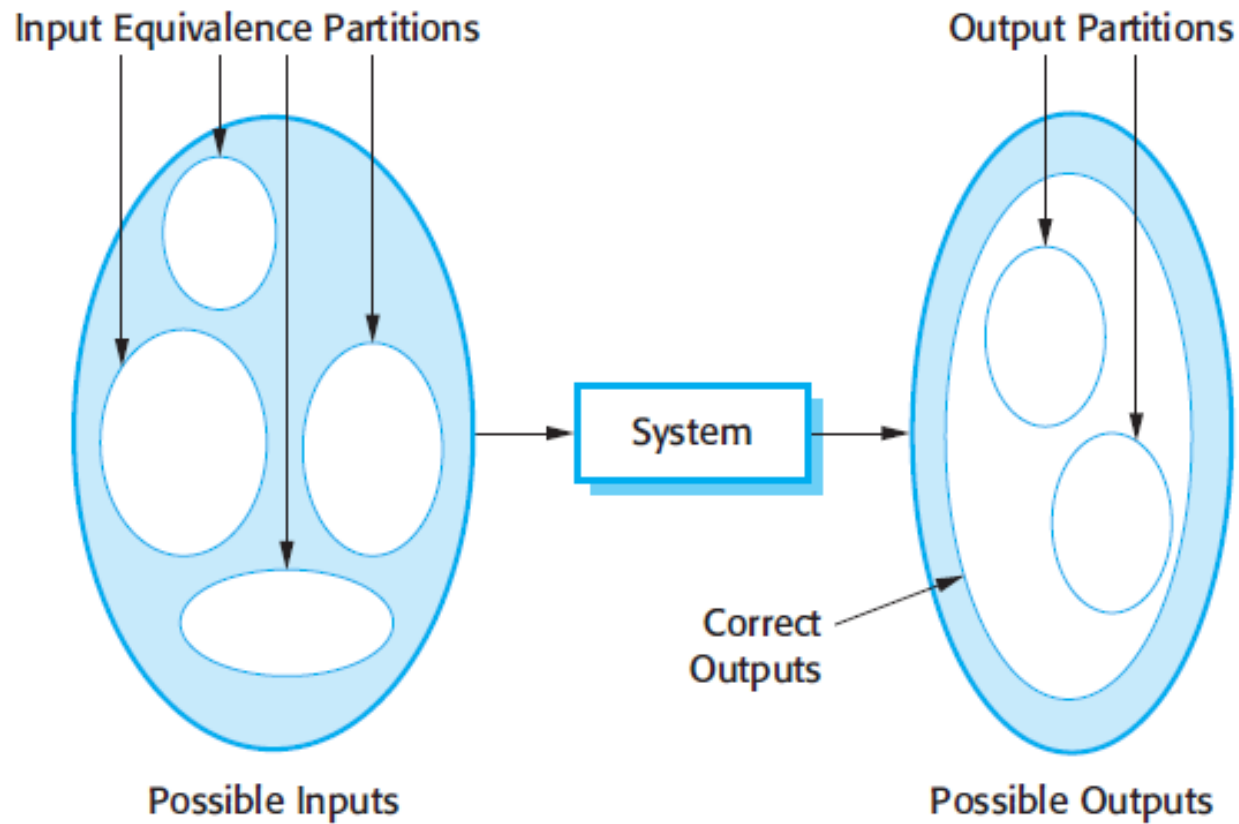 Input Equivalence Partitions
Output Partitions
System
Correct
Outputs
Possible Inputs
Possible Outputs